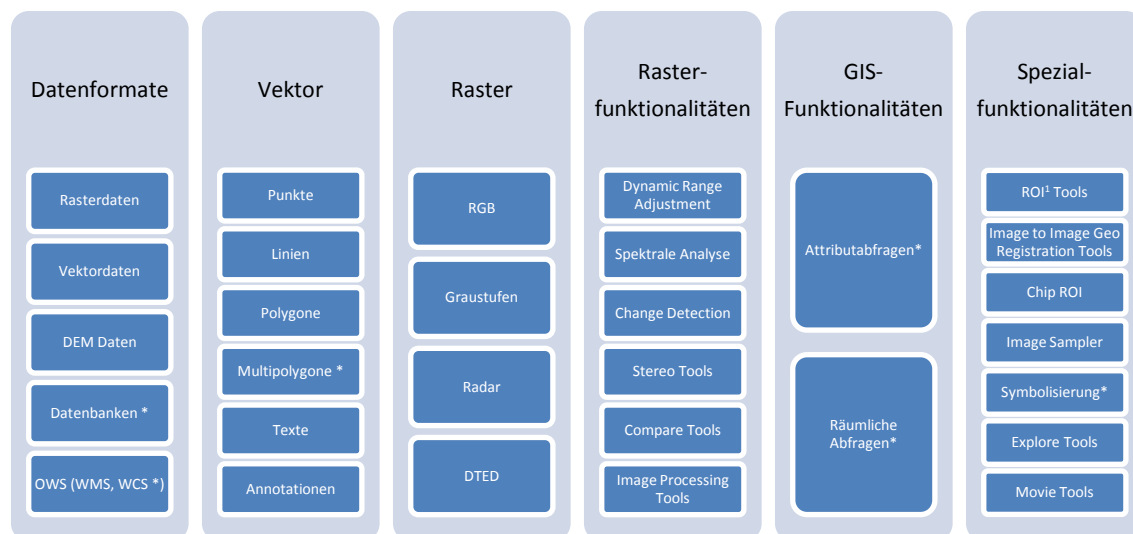 Datenformate
Rasterdaten
Vektordaten
DEM Daten
Datenbanken *
OWS (WMS, WCS *)
Vektor
Punkte
Linien
Polygone
Multipolygone *
Texte
Annotationen
Raster
RGB
Graustufen
Radar
DTED
Raster-
funktionalitäten
Dynamic Range
Adjustment
Spektrale Analyse
Change Detection
Stereo Tools
Compare Tools
Image Processing
Tools
GIS-
Funktionalitäten
Attributabfragen*
Räumliche
Abfragen*
Spezial-
funktionalitäten
ROI¹ Tools
Image to Image Geo
Registration Tools
Chip ROI
Image Sampler
Symbolisierung*
Explore Tools
Movie Tools